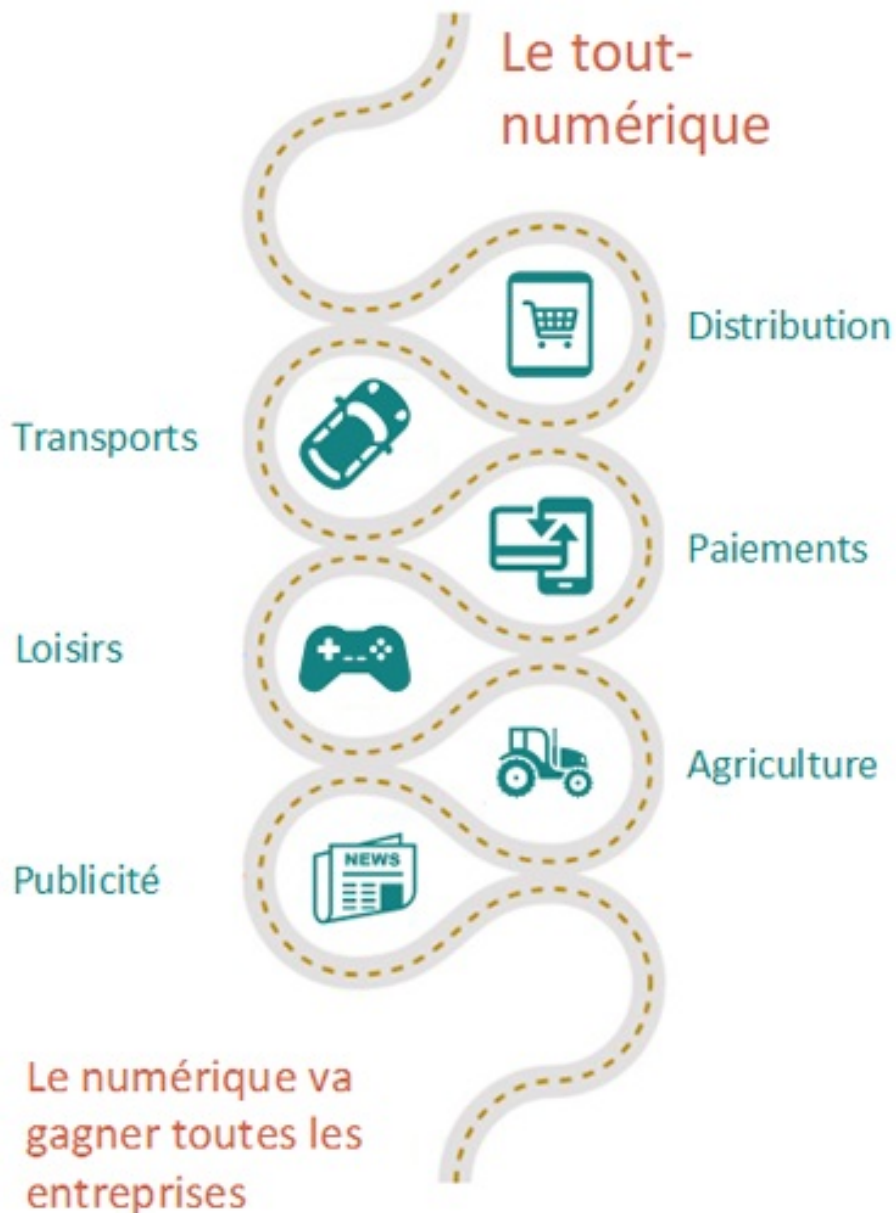 Le tout-
numérique
Distribution
Transports
Paiements
Loisirs
Agriculture
NEWS
Publicité
Le numérique va
gagner toutes les
entreprises